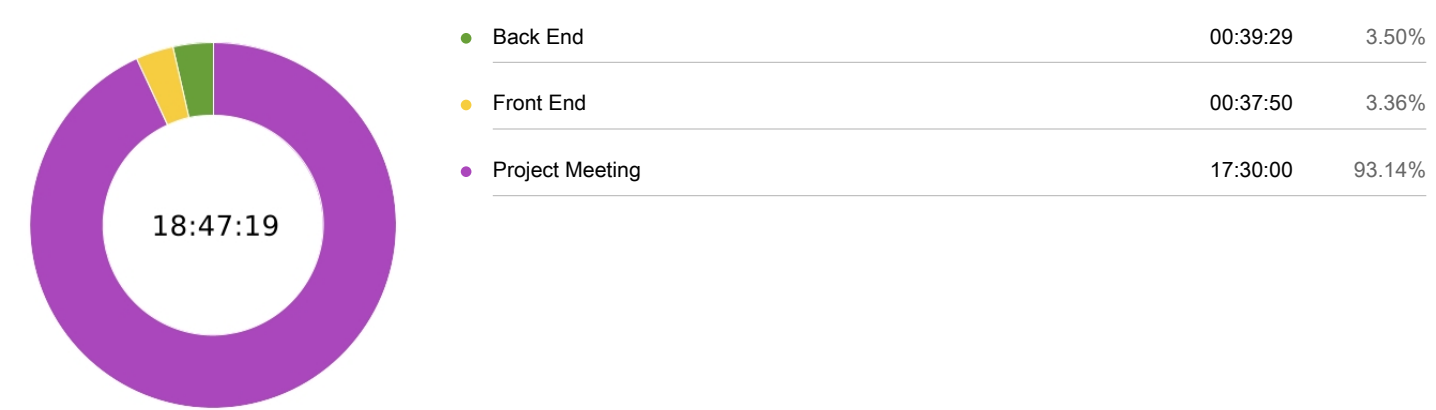 Back End 00:39:29 3.50%
Front End 00:37:50 3.36%
Project Meeting 17:30:00 93.14%
18:47:19